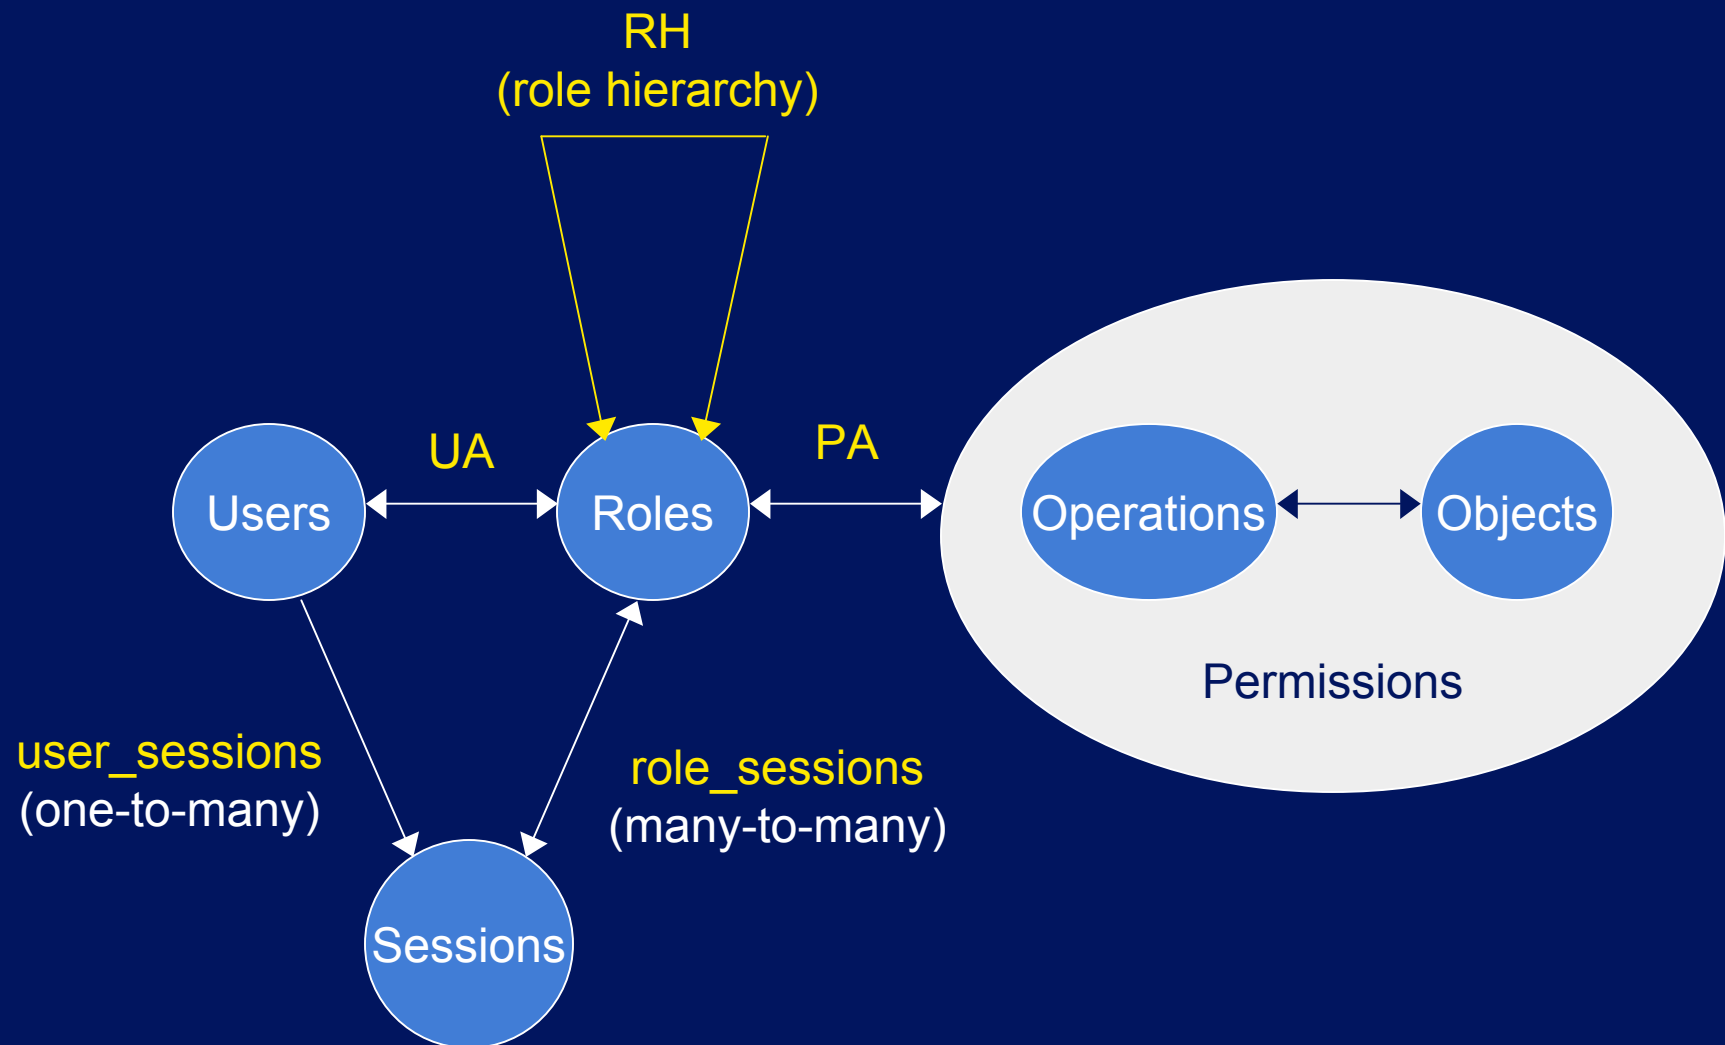 RH
(role hierarchy)
UA
PA
Users
Roles
Operations
Objects
Permissions
user_sessions
(one-to-many)
role_sessions
(many-to-many)
Sessions